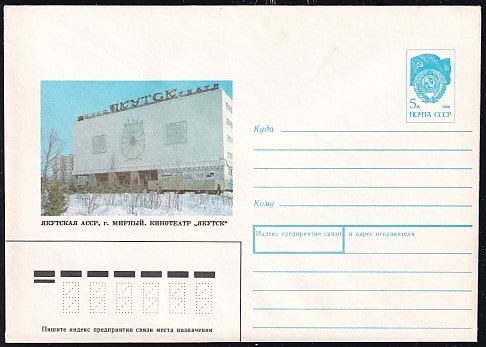 ЯКУТСК
5к
ПОЧТА СССР
Куда
Кому
ЯКУТСКАЯ АССР, г. МИРНЫЙ. КИНОТЕАТР „ЯКУТСК“
Индекс предприятия связи и адрес отправителя
Пишите индекс предприятия связи места назначения